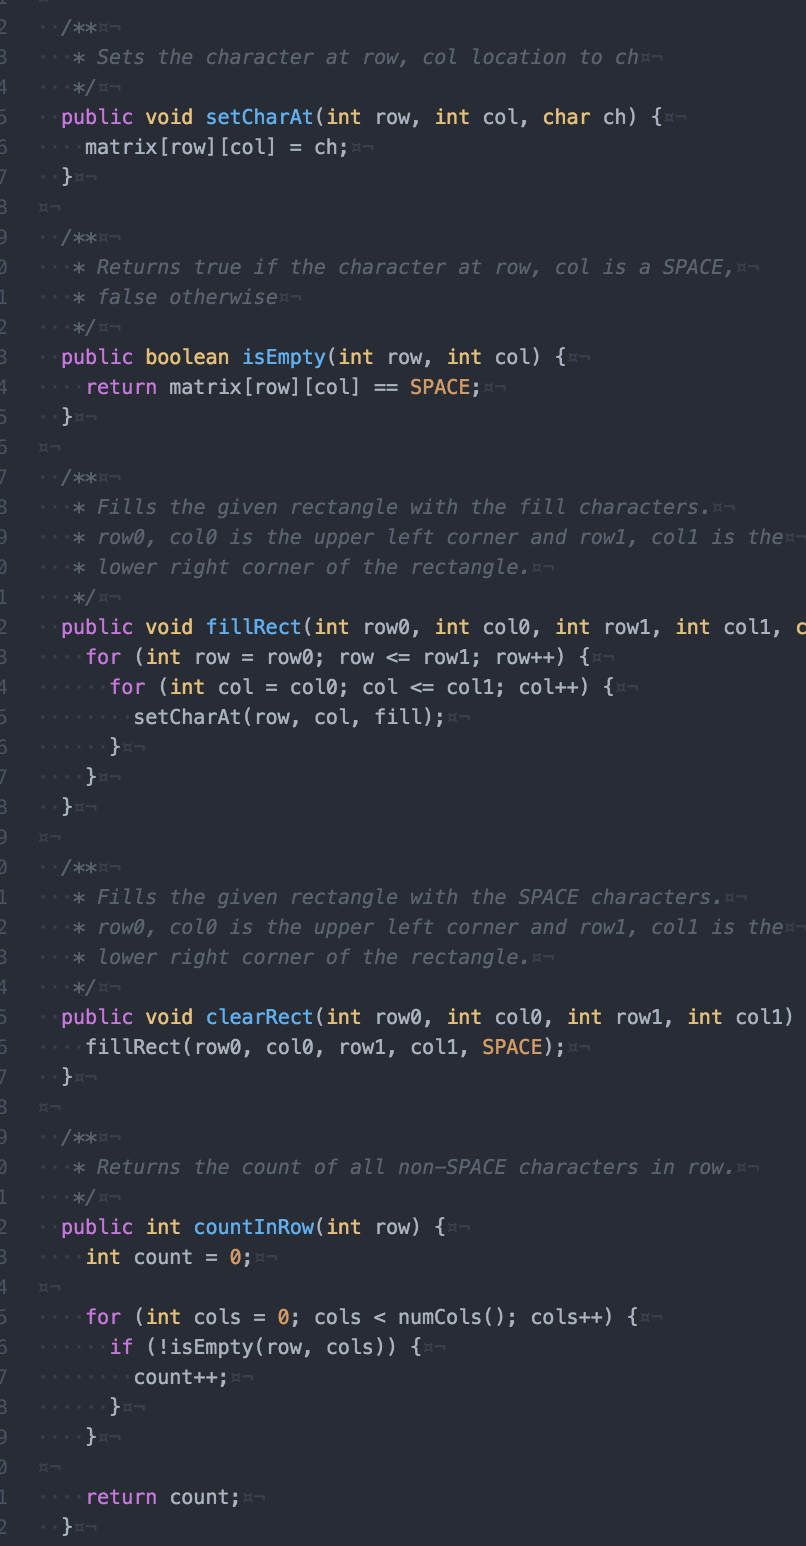 /**
* Sets the character at row, col location to ch
*/
public void setCharAt(int row, int col, char ch) {
matrix[row][col] = ch;
}
/**
* Returns true if the character at row, col is a SPACE,
* false otherwise
*/
public boolean isEmpty(int row, int col) {
return matrix[row][col] == SPACE;
}
/**
* Fills the given rectangle with the fill characters.
* row0, col0 is the upper left corner and row1, col1 is the
* lower right corner of the rectangle.
*/
public void fillRect(int row0, int col0, int row1, int col1, c
for (int row = row0; row <= row1; row++) {
for (int col = col0; col <= col1; col++) {
setCharAt(row, col, fill);
}
}
}
/**
* Fills the given rectangle with the SPACE characters.
* row0, col0 is the upper left corner and row1, col1 is the
* lower right corner of the rectangle.
*/
public void clearRect(int row0, int col0, int row1, int col1)
fillRect(row0, col0, row1, col1, SPACE);
}
/**
* Returns the count of all non-SPACE characters in row.
*/
public int countInRow(int row) {
int count = 0;
for (int cols = 0; cols < numCols(); cols++) {
if (!isEmpty(row, cols)) {
count++;
}
}
return count;
}